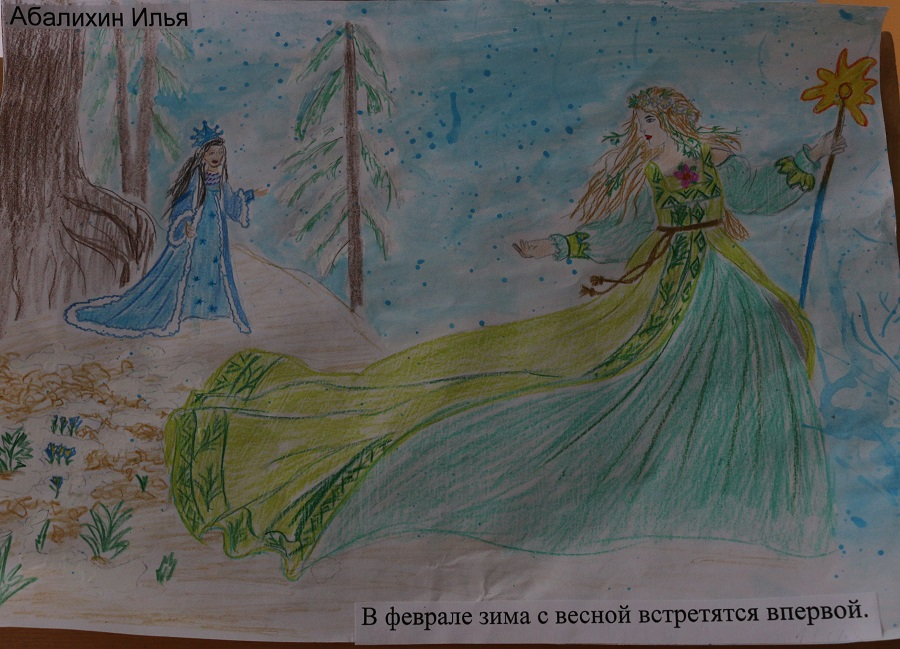 Абалихин Илья
В феврале зима с весной встретятся впервой.